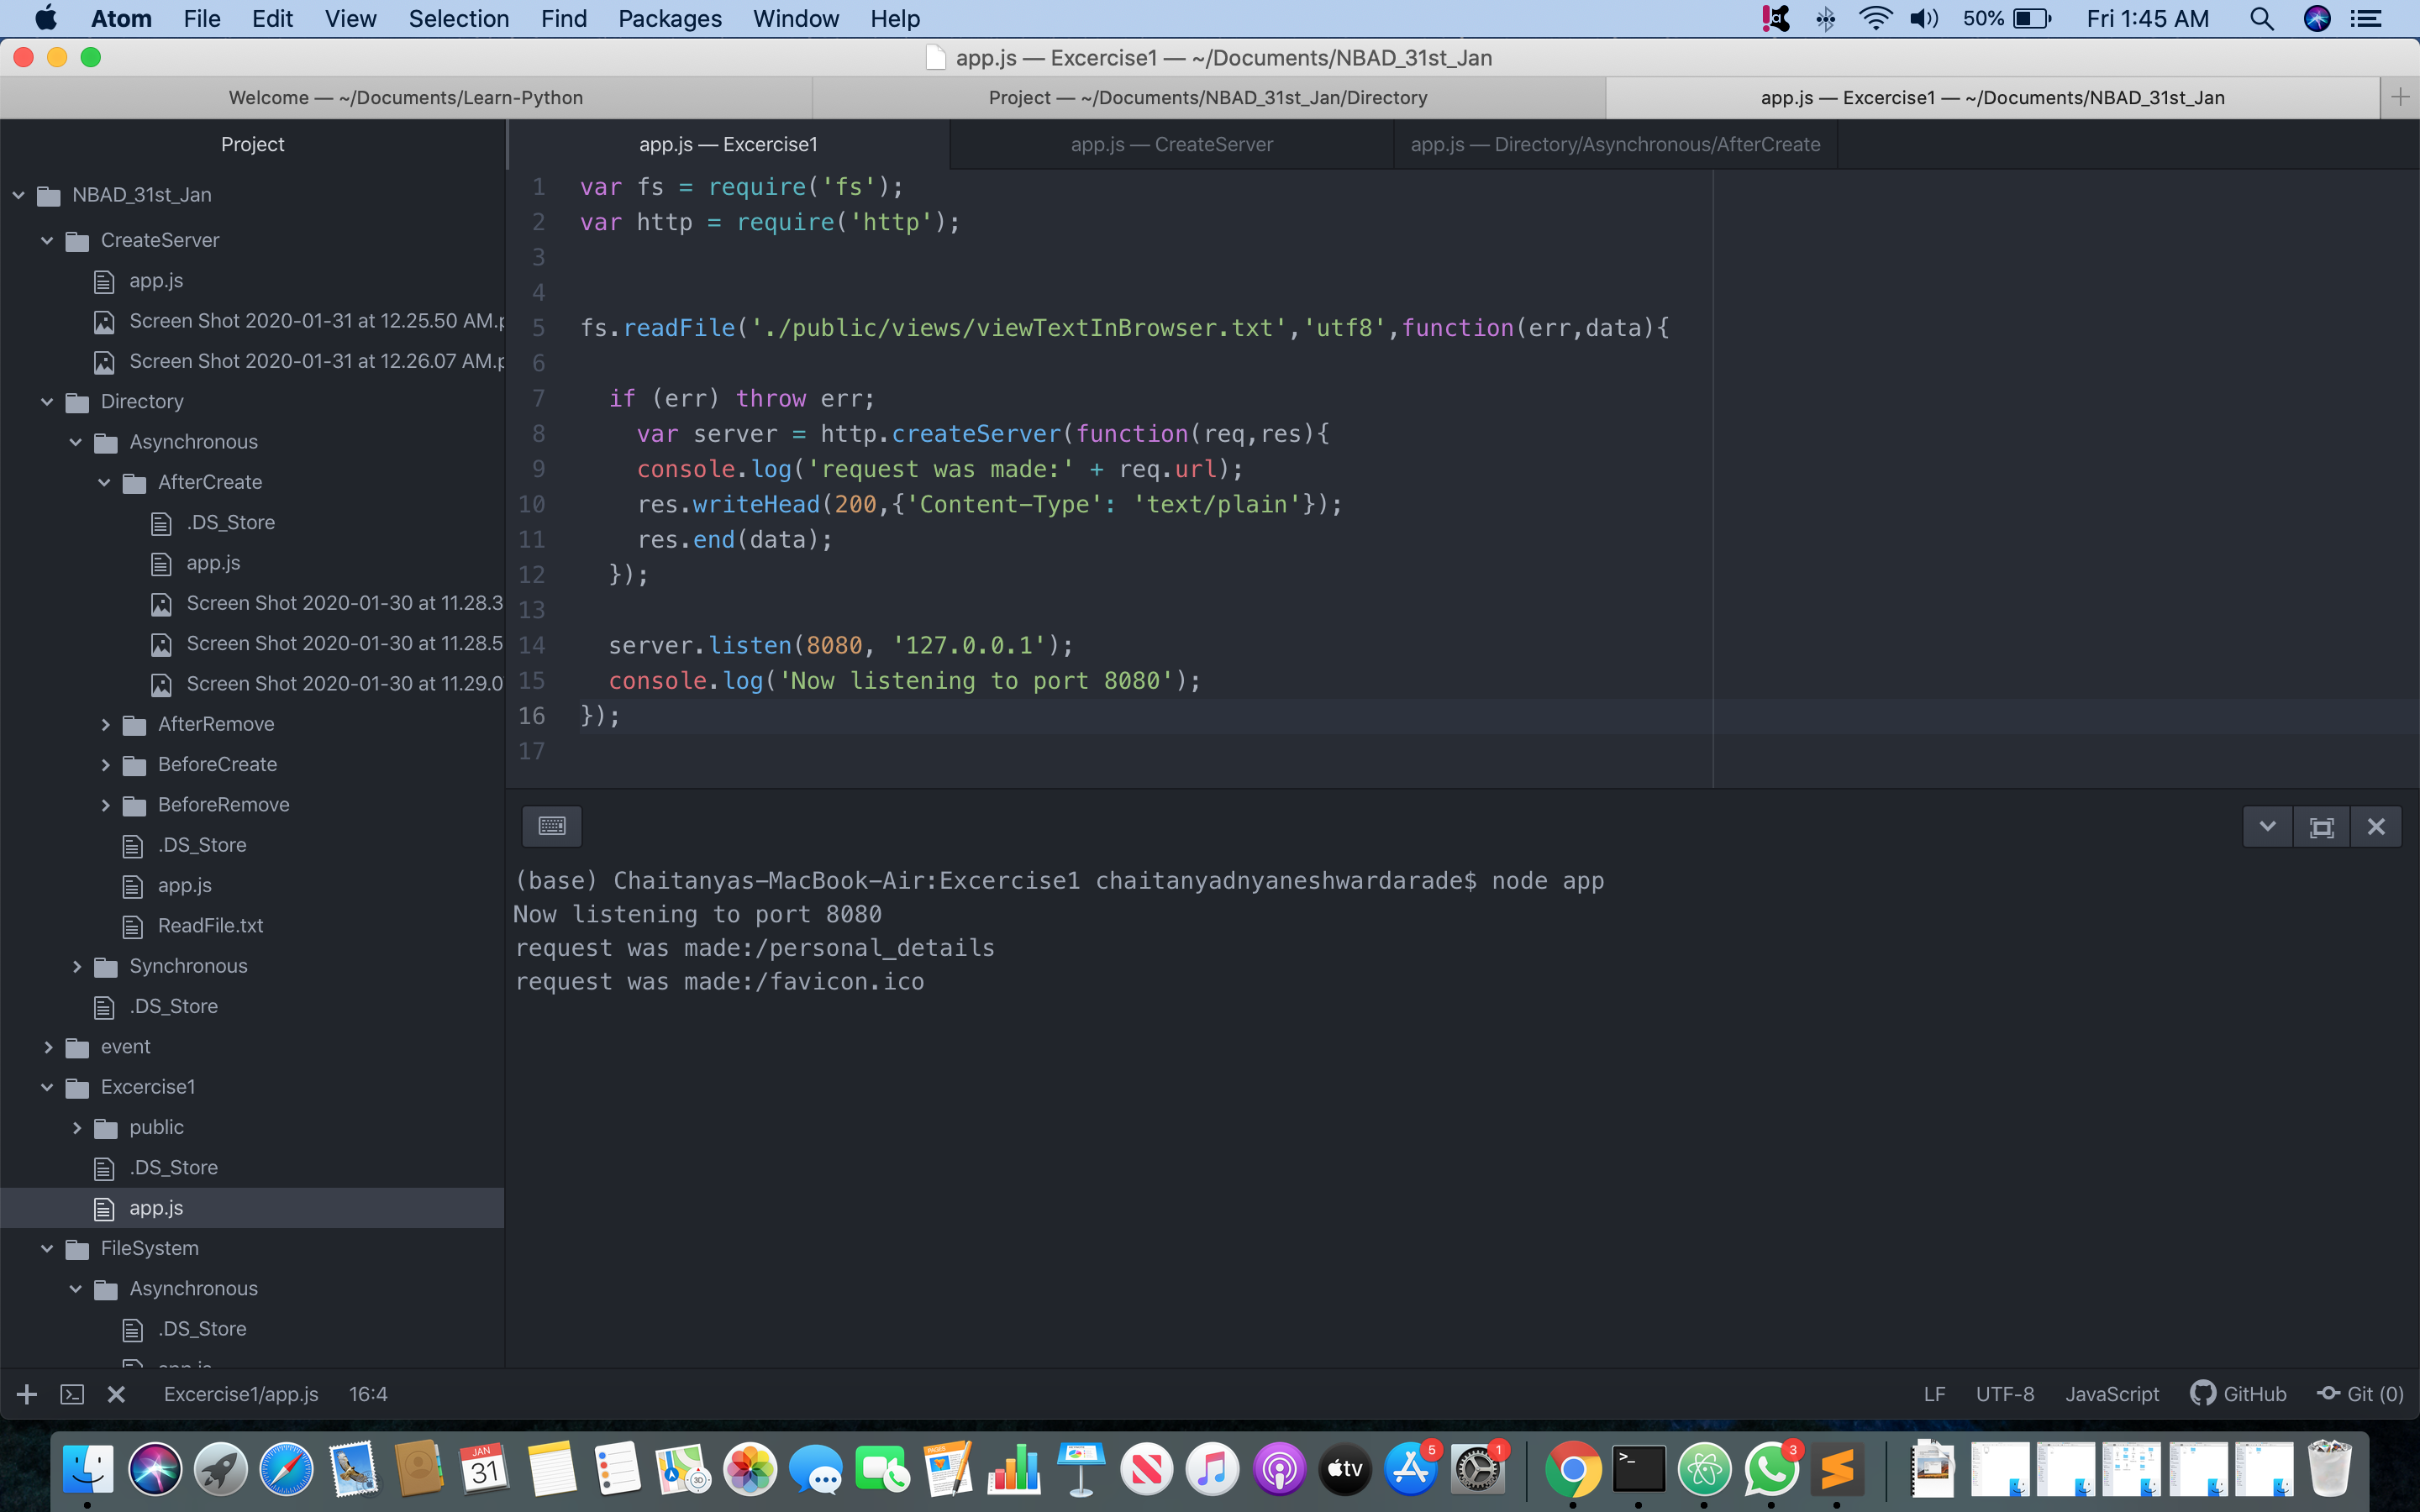 Atom File Edit View Selection Find Packages Window Help 50% Fri 1:45 AM
app.js — Excercise1 — ~/Documents/NBAD_31st_Jan
Welcome — ~/Documents/Learn-Python
Project — ~/Documents/NBAD_31st_Jan/Directory
app.js — Excercise1 — ~/Documents/NBAD_31st_Jan
Project
NBAD_31st_Jan
CreateServer
app.js
Screen Shot 2020-01-31 at 12.25.50 AM.p
Screen Shot 2020-01-31 at 12.26.07 AM.p
Directory
Asynchronous
AfterCreate
.DS_Store
app.js
Screen Shot 2020-01-30 at 11.28.3
Screen Shot 2020-01-30 at 11.28.5
Screen Shot 2020-01-30 at 11.29.0
AfterRemove
BeforeCreate
BeforeRemove
.DS_Store
app.js
ReadFile.txt
Synchronous
.DS_Store
event
Excercise1
public
.DS_Store
app.js
FileSystem
Asynchronous
.DS_Store
app.js
app.js — Excercise1
app.js — CreateServer
app.js — Directory/Asynchronous/AfterCreate
1 var fs = require('fs');
2 var http = require('http');
3
4
5 fs.readFile('./public/views/viewTextInBrowser.txt','utf8',function(err,data){
6
7 if (err) throw err;
8 var server = http.createServer(function(req,res){
9 console.log('request was made:' + req.url);
10 res.writeHead(200,{'Content-Type': 'text/plain'});
11 res.end(data);
12 });
13
14 server.listen(8080, '127.0.0.1');
15 console.log('Now listening to port 8080');
16 });
17
(base) Chaitanyas-MacBook-Air:Excercise1 chaitanyadnyaneshwardarade$ node app
Now listening to port 8080
request was made:/personal_details
request was made:/favicon.ico
Excercise1/app.js 16:4 LF UTF-8 JavaScript GitHub Git (0)
JAN
31
PAGES
3D
tv
5
1
>_
3